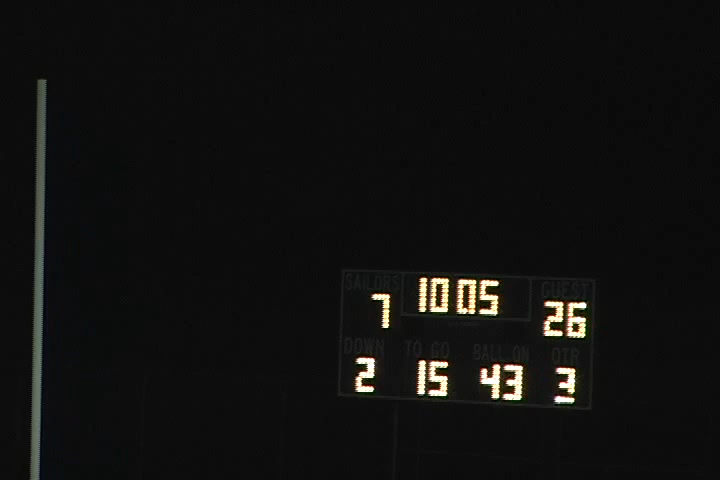 SAILORS 10 05 GUEST
7 26
DOWN TO GO BALL ON QTR
2 15 43 3